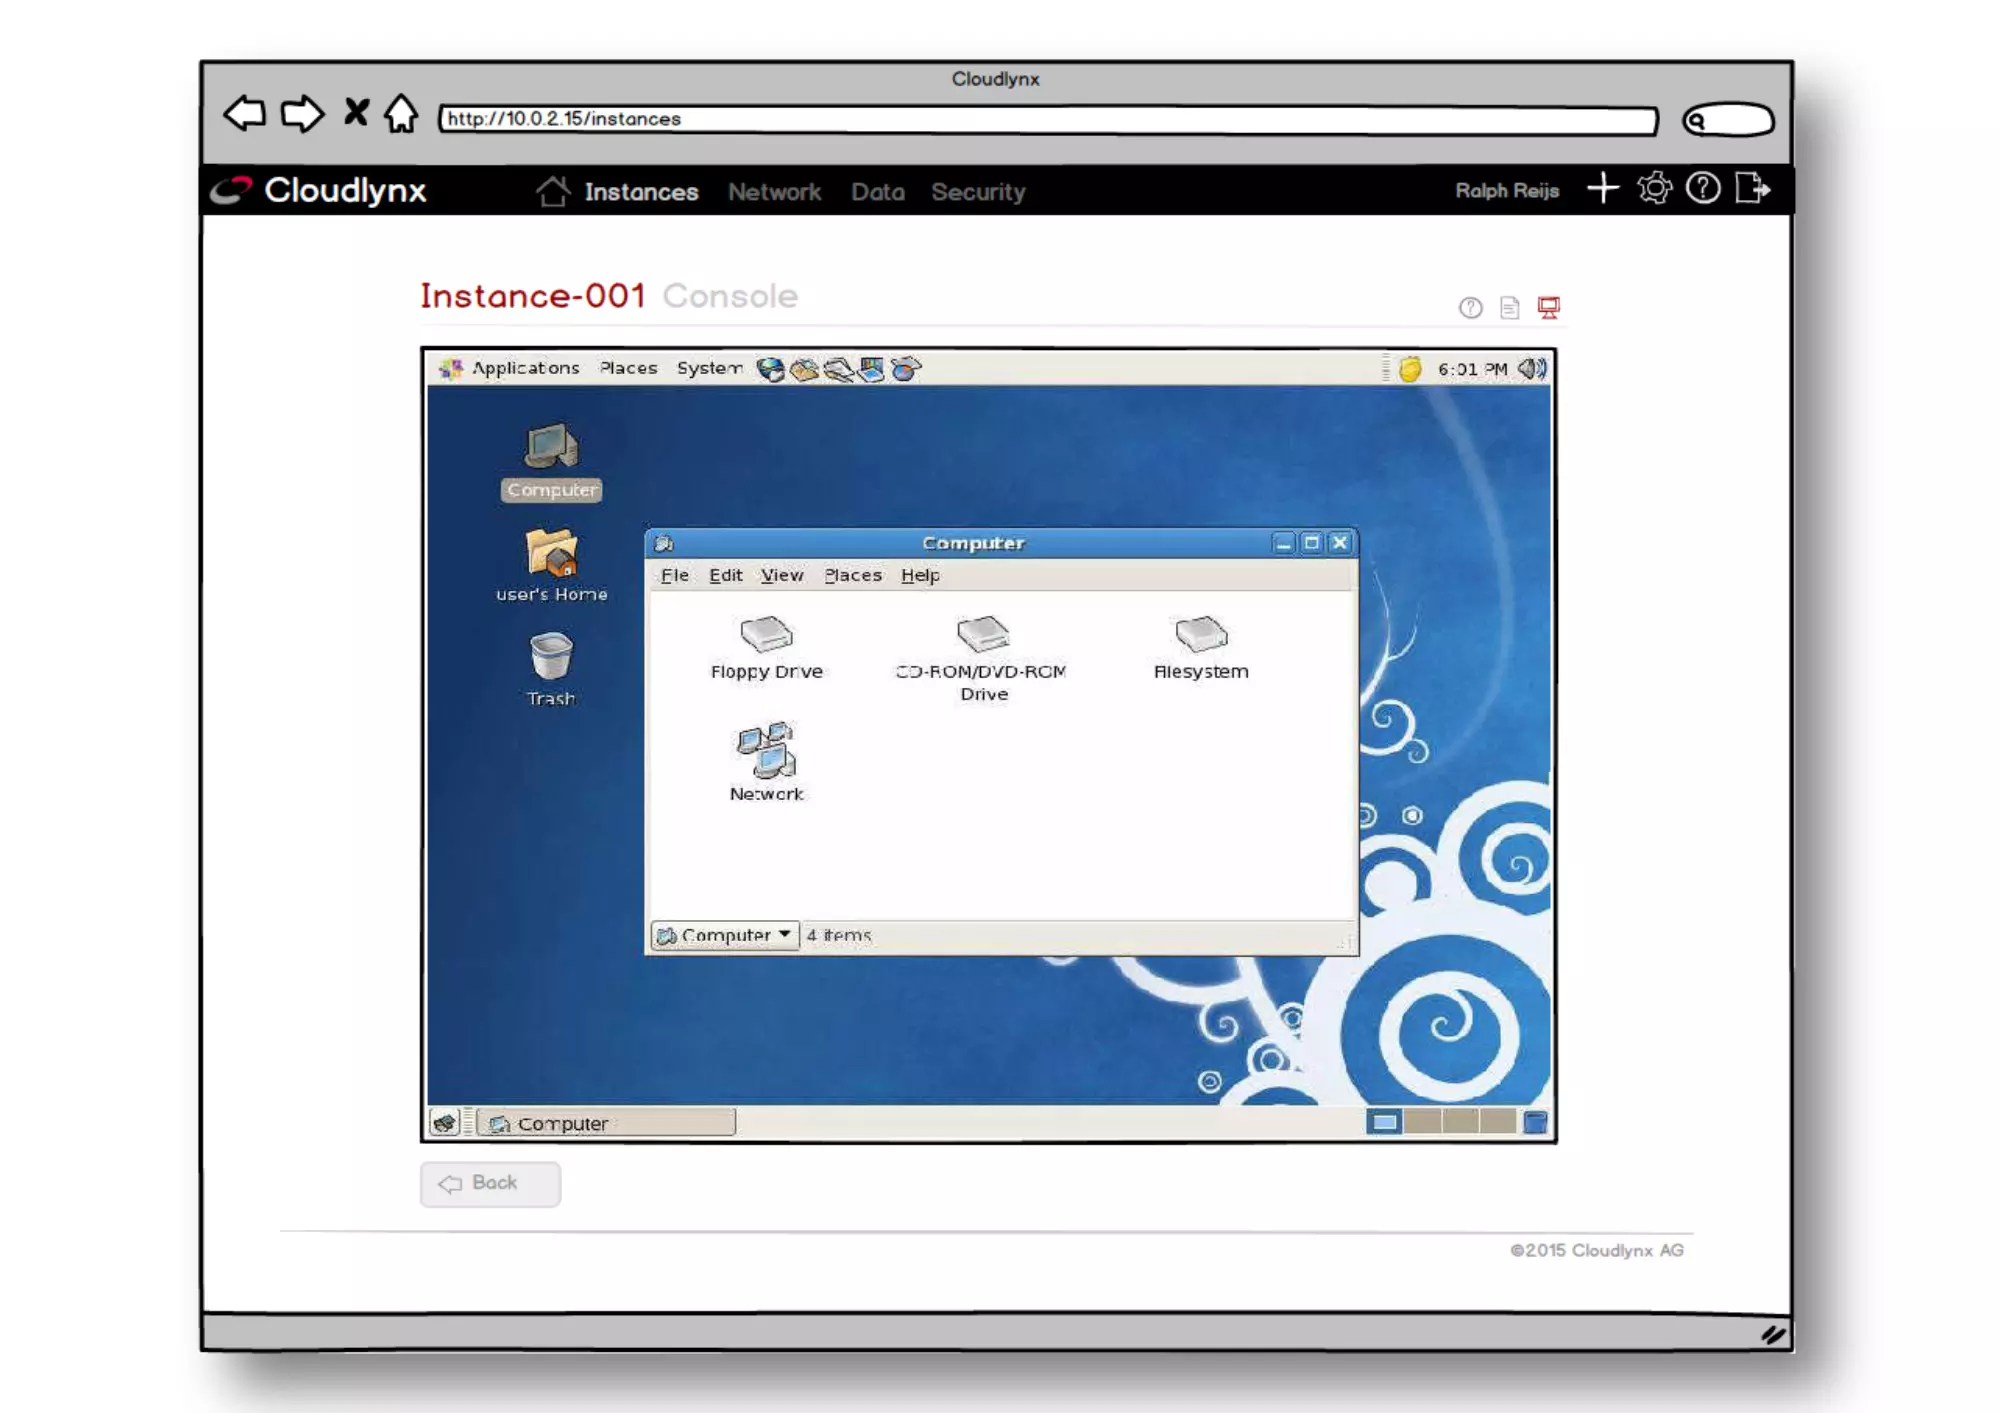 Cloudlynx
http://10.0.2.15/instances
Cloudlynx Instances Network Data Security Ralph Reijs
Instance-001 Console
Applications Places System 6:01 PM
Computer
user's Home
Trash
Computer
File Edit View Places Help
Floppy Drive
CD-ROM/DVD-ROM
Drive
Filesystem
Network
Computer 4 items
Computer
Back
©2015 Cloudlynx AG